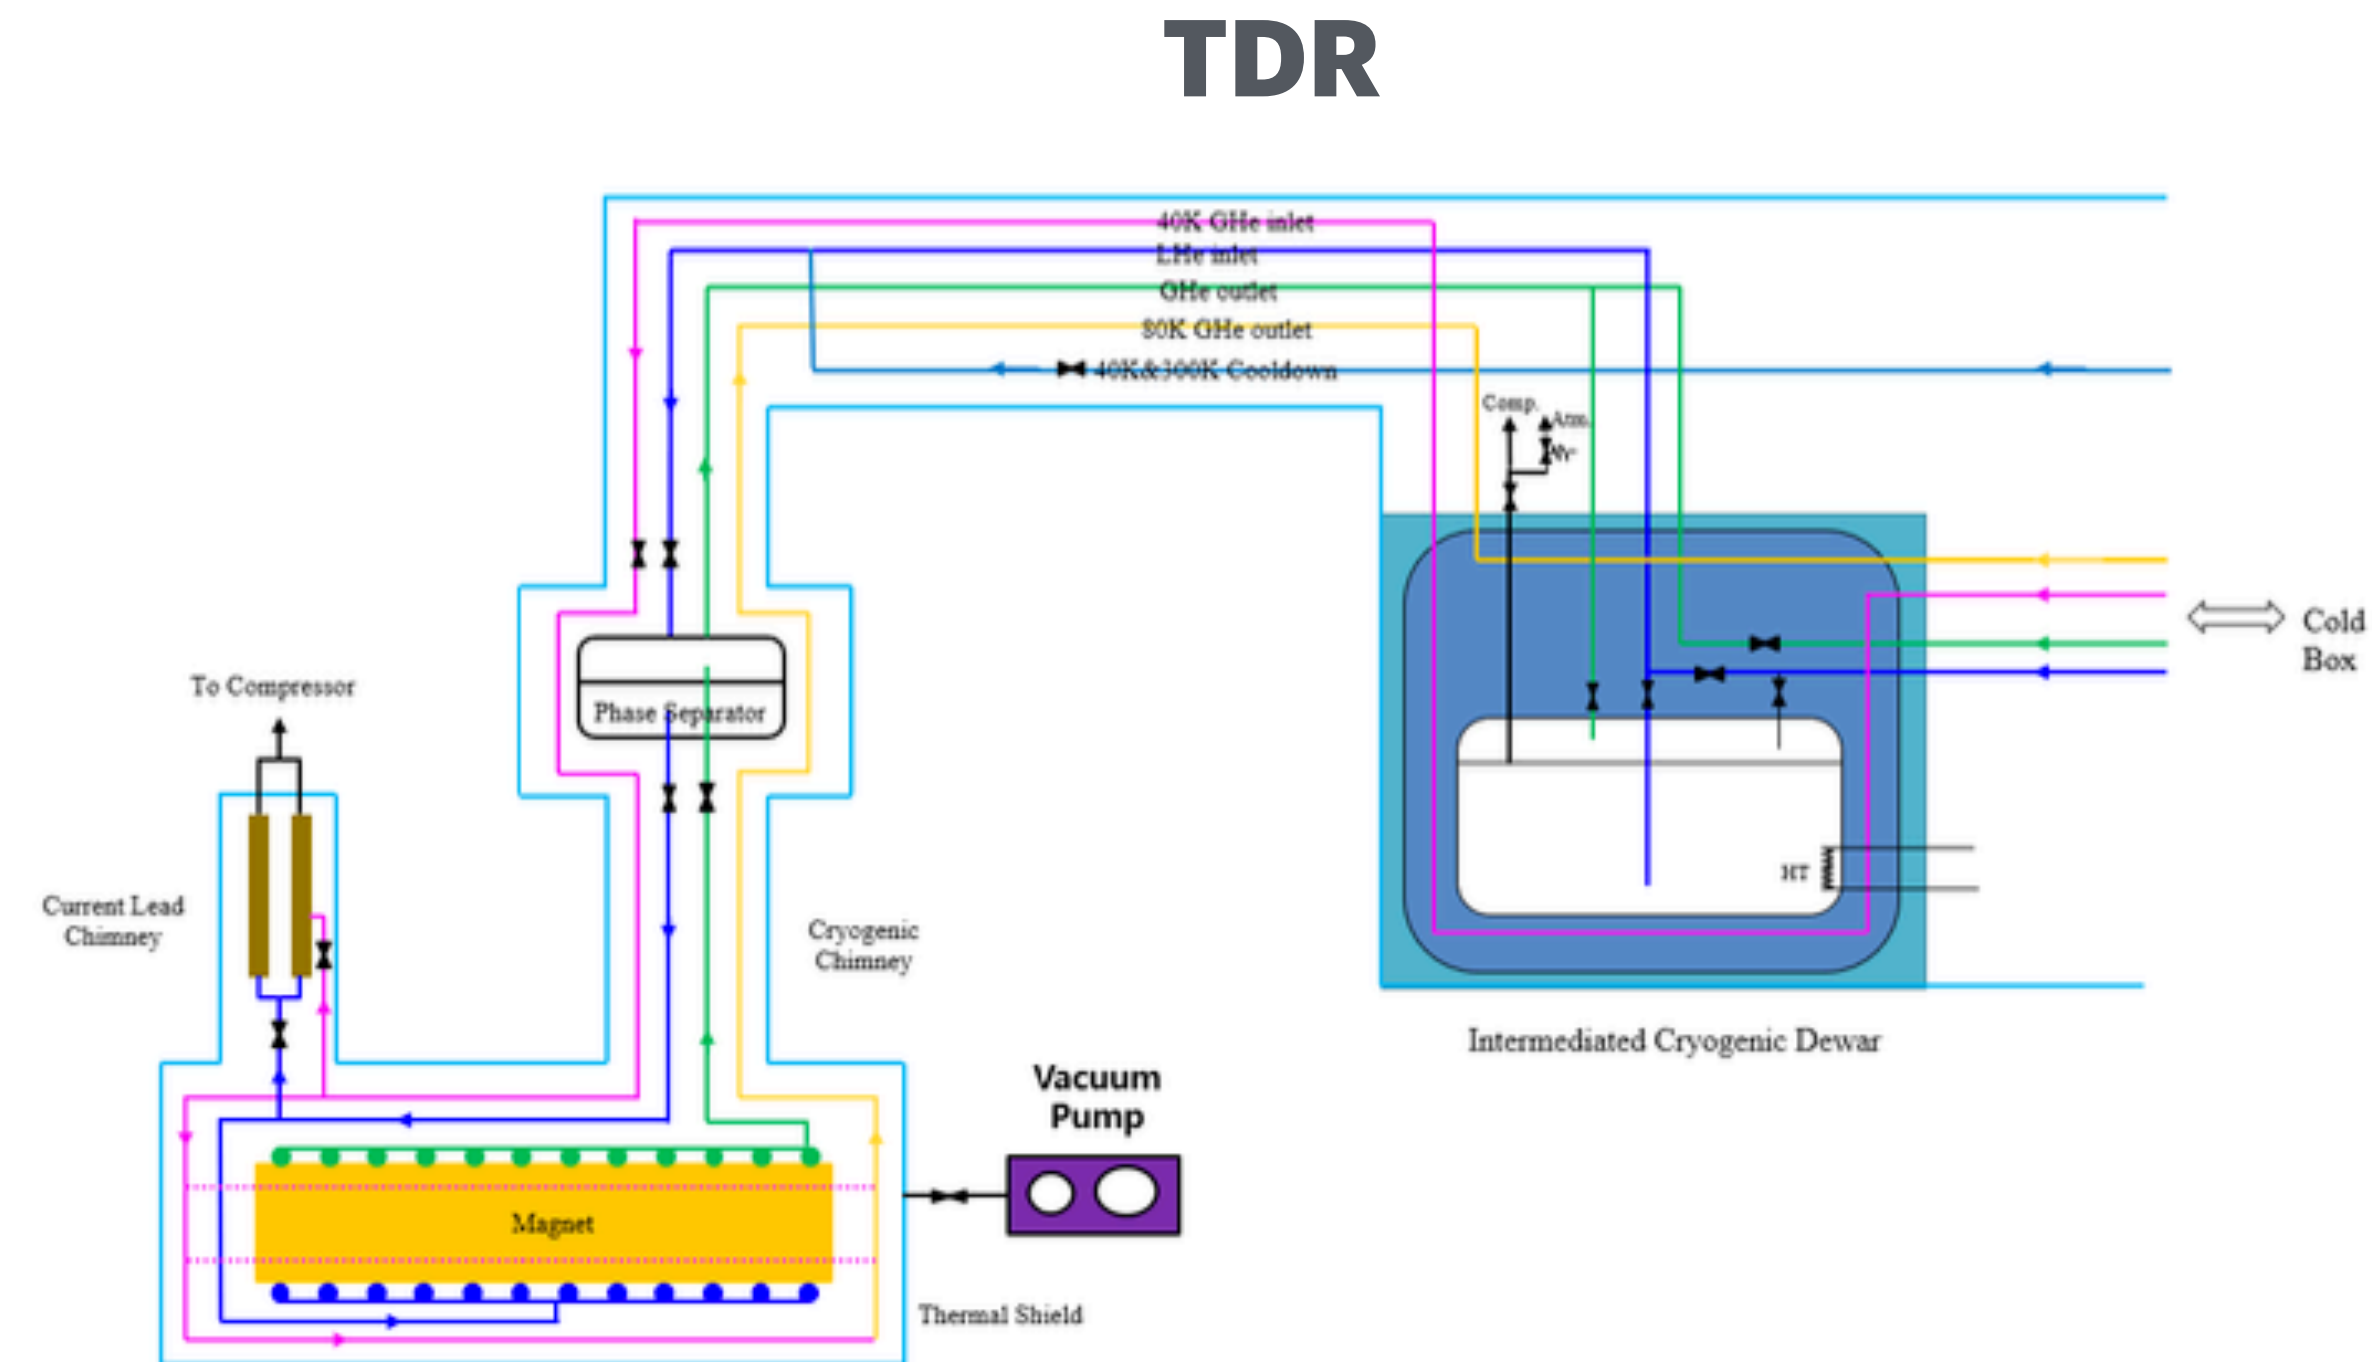 TDR
40K GHe inlet
LHe inlet
GHe outlet
80K GHe outlet
40K&300K Cooldown
Comp.
Atm.
Cold
Box
To Compressor
Phase Separator
HT
Current Lead
Chimney
Cryogenic
Chimney
Intermediated Cryogenic Dewar
Vacuum
Pump
Magnet
Thermal Shield